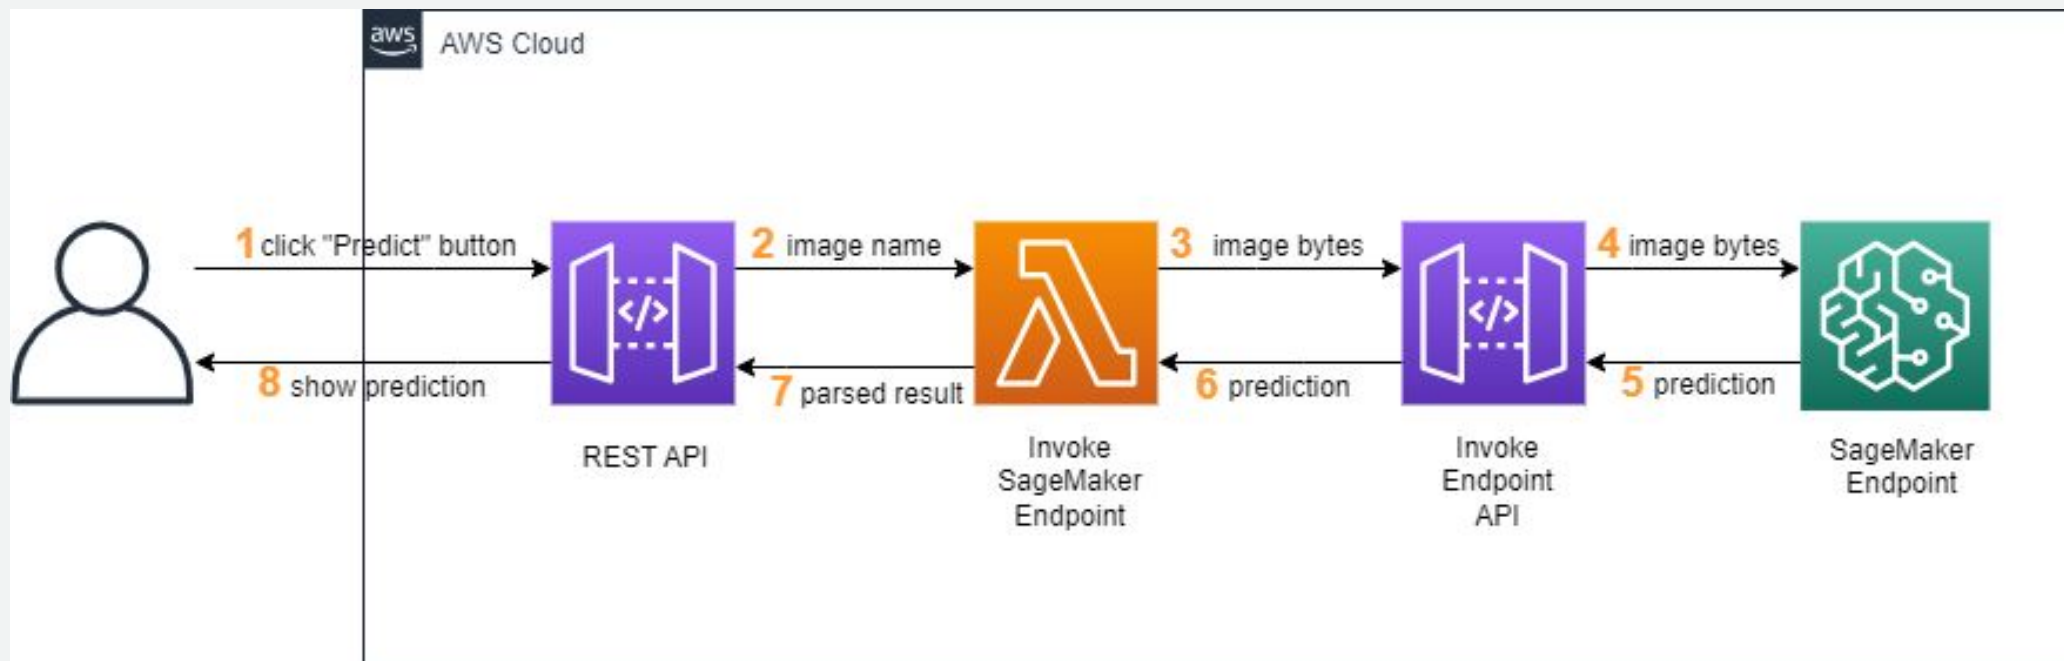 aws
AWS Cloud
1 click "Predict" button
2 image name
3 image bytes
4 image bytes
</>
</>
8 show prediction
7 parsed result
6 prediction
5 prediction
REST API
Invoke
SageMaker
Endpoint
Invoke
Endpoint
API
SageMaker
Endpoint